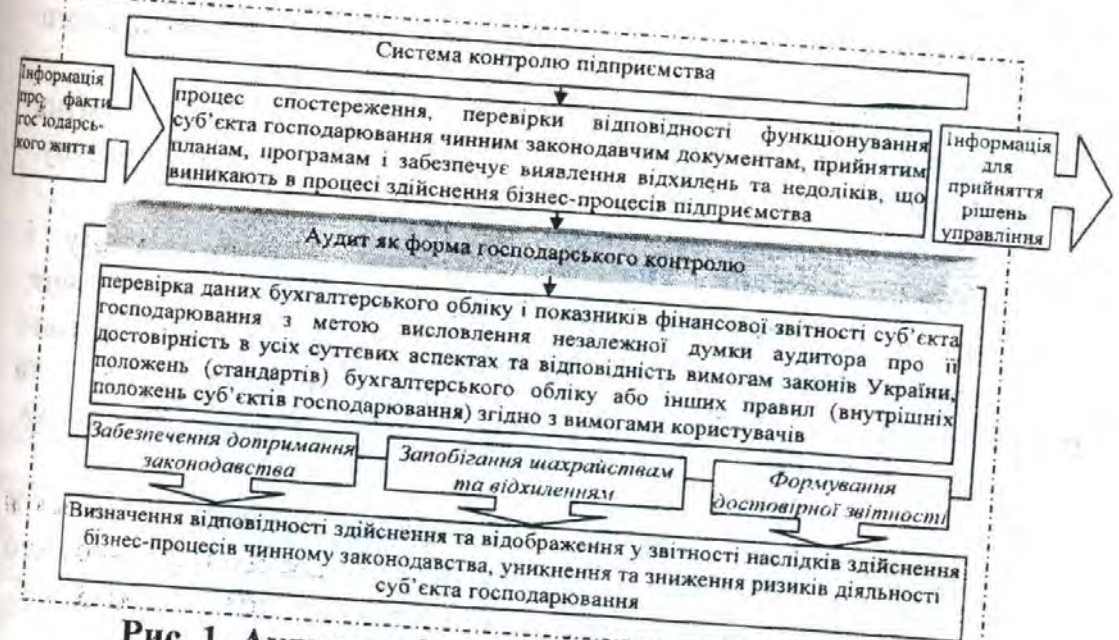 Система контролю підприємства
Інформація
про факти
кого життя
процес спостереження, перевірки відповідності функціонування
суб’єкта господарювання чинним законодавчим документам, прийнятим
планам, програмам і забезпечує виявлення відхилень та недоліків, що
виникають в процесі здійснення бізнес-процесів підприємства
Інформація
для
прийняття
рішень
управління
Аудит як форма господарського контролю
перевірка даних бухгалтерського обліку і показників фінансової звітності суб’єкта
господарювання з метою висловлення незалежної думки аудитора про її
достовірність в усіх суттєвих аспектах та відповідність вимогам законів України,
положень (стандартів) бухгалтерського обліку або інших правил (внутрішніх
положень суб’єктів господарювання) згідно з вимогами користувачів
Забезпечення дотримання
законодавства
Запобігання шахрайствам
та відхиленням
Формування
достовірної звітності
Визначення відповідності здійснення та відображення у звітності наслідків здійснення
бізнес-процесів чинному законодавства, уникнення та зниження ризиків діяльності
суб’єкта господарювання
Рис. 1.